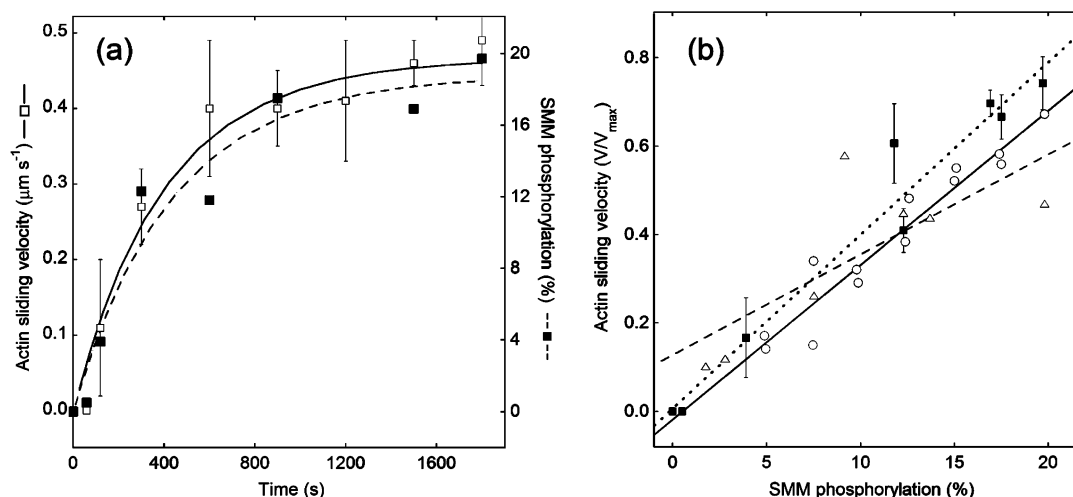 (a)
Actin sliding velocity (μm s⁻¹) —□—
0.5
0.4
0.3
0.2
0.1
0.0
0 400 800 1200 1600
Time (s)
20
16
12
8
4
0
SMM phosphorylation (%) --■--
(b)
Actin sliding velocity (V/Vmax)
0.8
0.6
0.4
0.2
0.0
0 5 10 15 20
SMM phosphorylation (%)